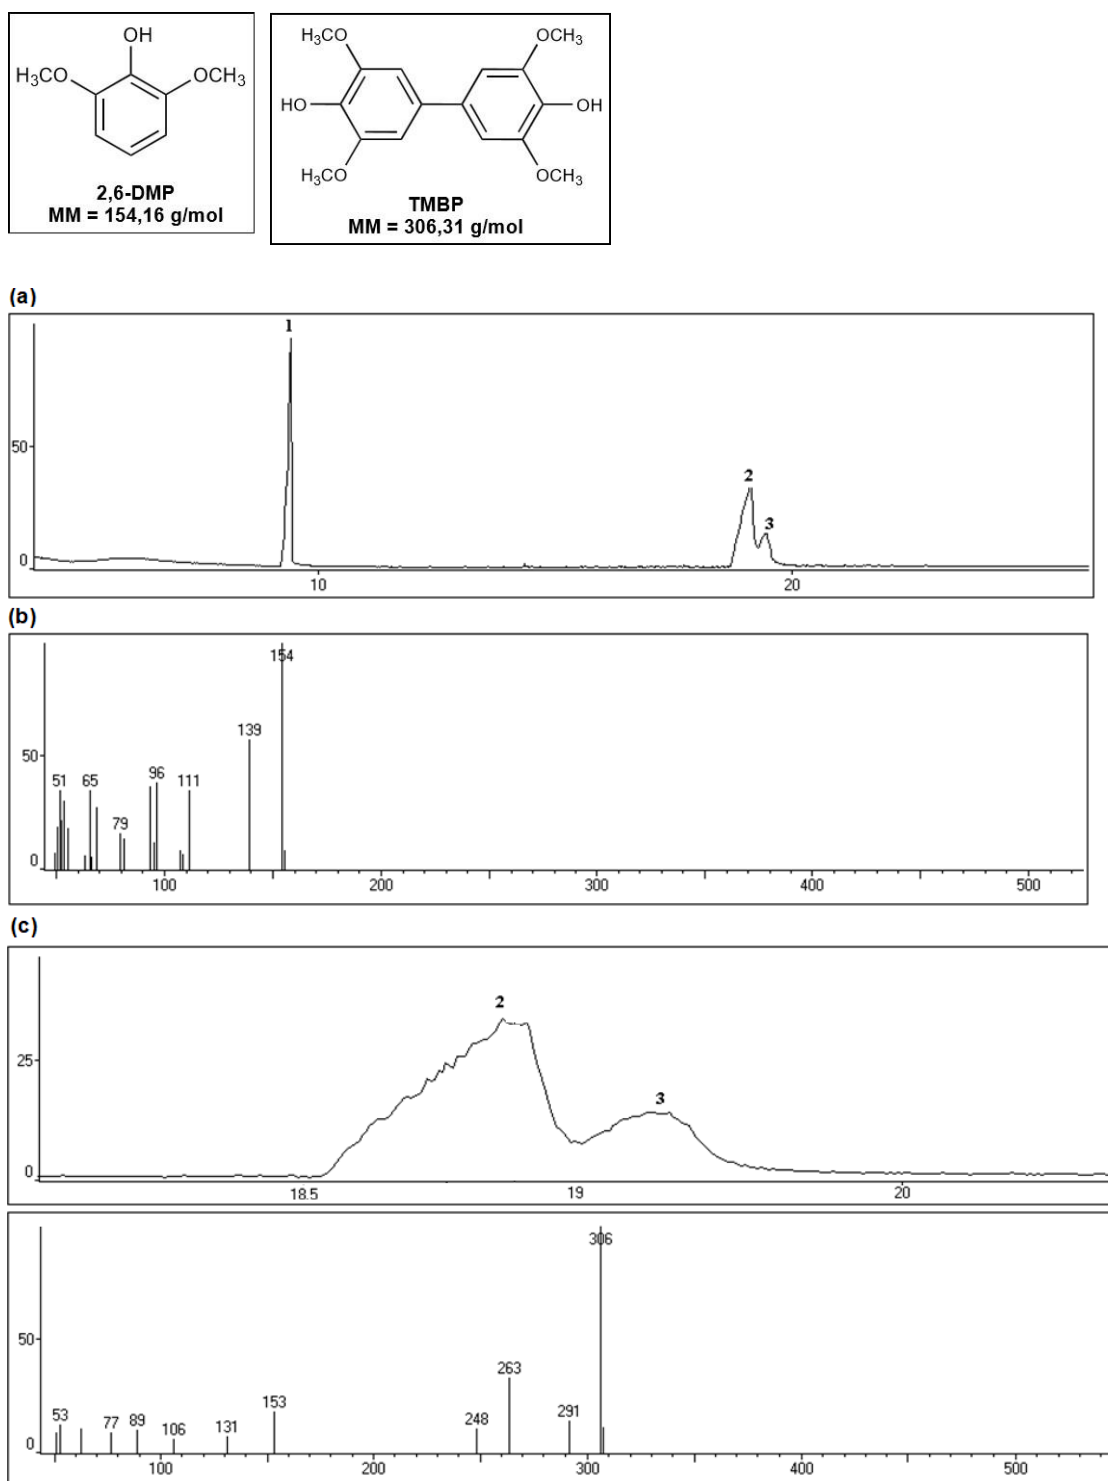 OH
H₃CO
OCH₃
2,6-DMP
MM = 154,16 g/mol
H₃CO
OCH₃
HO
OH
H₃CO
OCH₃
TMBP
MM = 306,31 g/mol
(a)
1
50
2
3
0
10
20
(b)
154
139
50
51
65
96
111
79
0
100
200
300
400
500
(c)
2
25
3
0
18.5
19
20
306
50
263
153
291
53
77
89
106
131
248
0
100
200
300
400
500